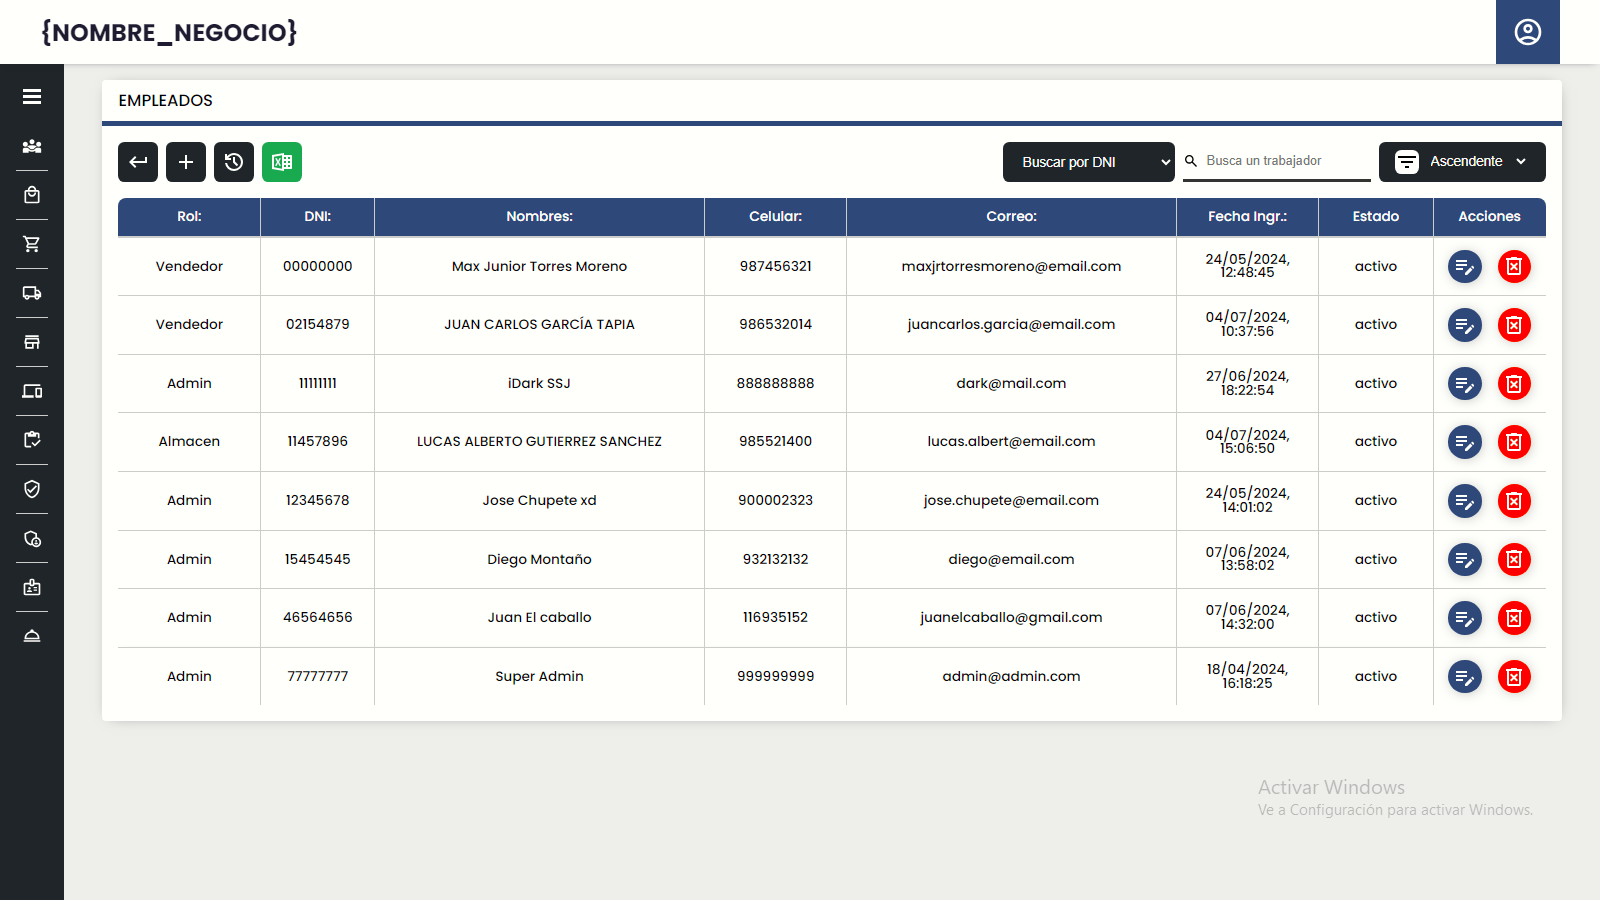 {NOMBRE_NEGOCIO}
EMPLEADOS
Buscar por DNI Busca un trabajador Ascendente
Rol: DNI: Nombres: Celular: Correo: Fecha Ingr.: Estado Acciones
Vendedor 00000000 Max Junior Torres Moreno 987456321 maxjrtorresmoreno@email.com 24/05/2024, 12:48:45 activo
Vendedor 02154879 JUAN CARLOS GARCÍA TAPIA 986532014 juancarlos.garcia@email.com 04/07/2024, 10:37:56 activo
Admin 11111111 iDark SSJ 888888888 dark@mail.com 27/06/2024, 18:22:54 activo
Almacen 11457896 LUCAS ALBERTO GUTIERREZ SANCHEZ 985521400 lucas.albert@email.com 04/07/2024, 15:06:50 activo
Admin 12345678 Jose Chupete xd 900002323 jose.chupete@email.com 24/05/2024, 14:01:02 activo
Admin 15454545 Diego Montaño 932132132 diego@email.com 07/06/2024, 13:58:02 activo
Admin 46564656 Juan El caballo 116935152 juanelcaballo@gmail.com 07/06/2024, 14:32:00 activo
Admin 77777777 Super Admin 999999999 admin@admin.com 18/04/2024, 16:18:25 activo
Activar Windows
Ve a Configuración para activar Windows.